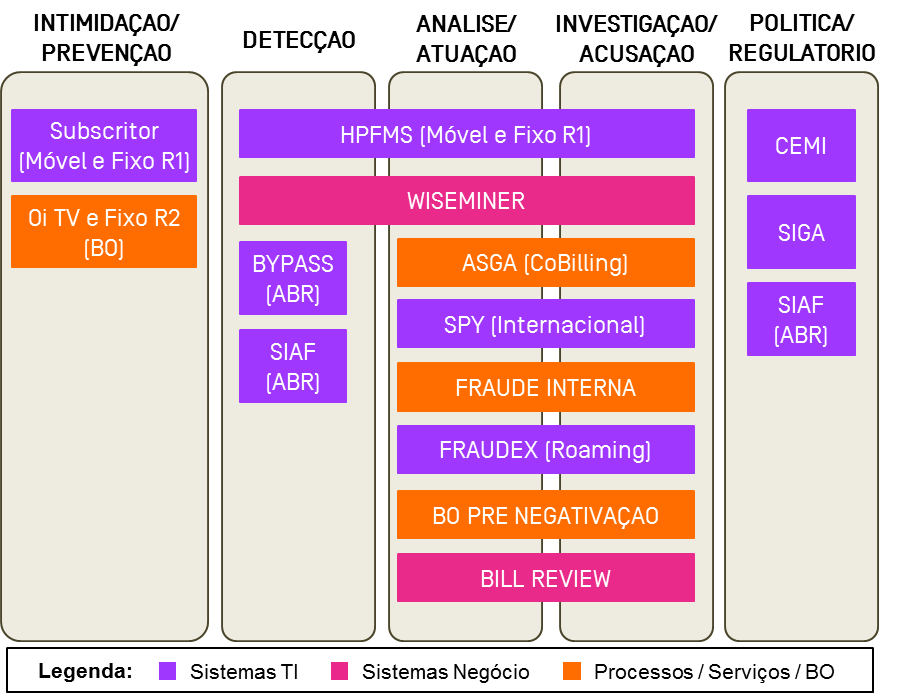 INTIMIDAÇAO/
PREVENÇAO
DETECÇAO
ANALISE/
ATUAÇAO
INVESTIGAÇAO/
ACUSAÇAO
POLITICA/
REGULATORIO
Subscritor
(Móvel e Fixo R1)
Oi TV e Fixo R2
(BO)
HPFMS (Móvel e Fixo R1)
WISEMINER
BYPASS
(ABR)
SIAF
(ABR)
ASGA (CoBilling)
SPY (Internacional)
FRAUDE INTERNA
FRAUDEX (Roaming)
BO PRE NEGATIVAÇAO
BILL REVIEW
CEMI
SIGA
SIAF
(ABR)
Legenda: Sistemas TI Sistemas Negócio Processos / Serviços / BO